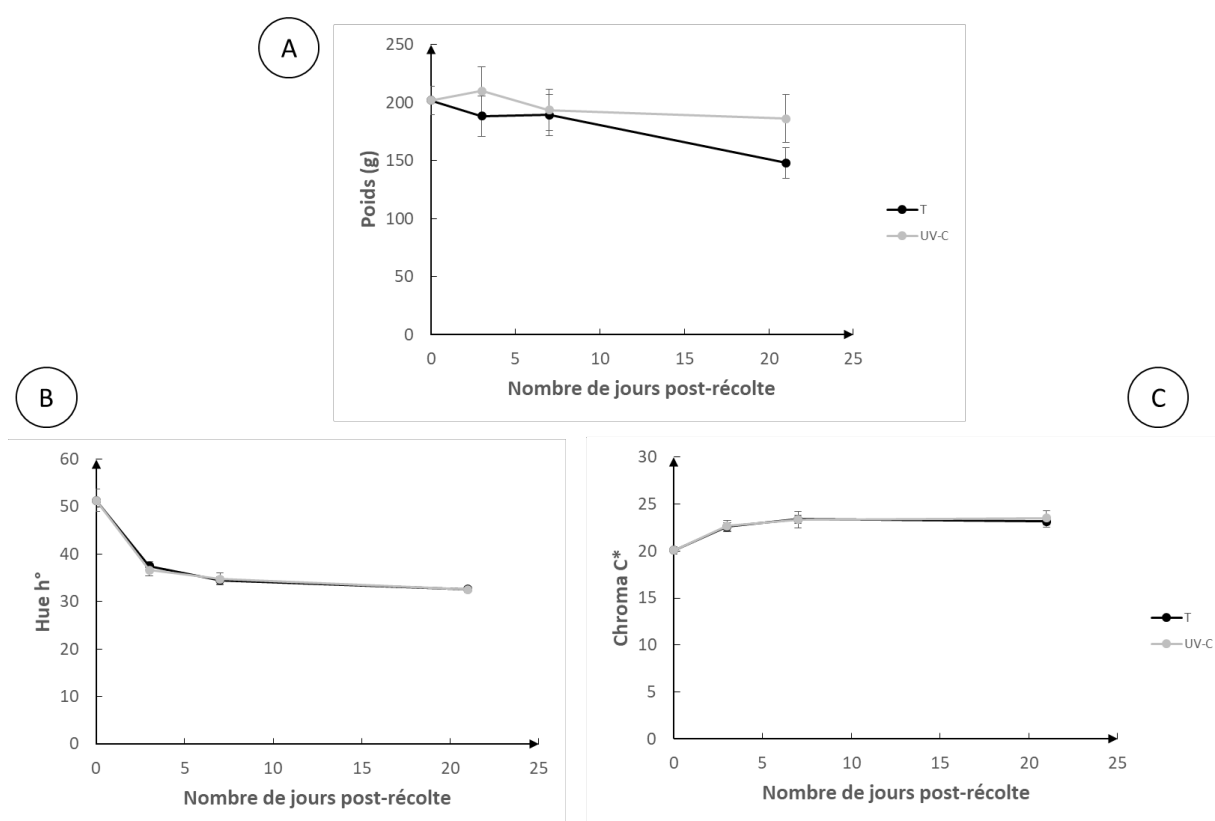 A
250
200
150
100
50
0
Poids (g)
0 5 10 15 20 25
Nombre de jours post-récolte
T
UV-C
B
60
50
40
30
20
10
0
Hue h°
0 5 10 15 20 25
Nombre de jours post-récolte
C
30
25
20
15
10
5
0
Chroma C*
0 5 10 15 20 25
Nombre de jours post-récolte
T
UV-C